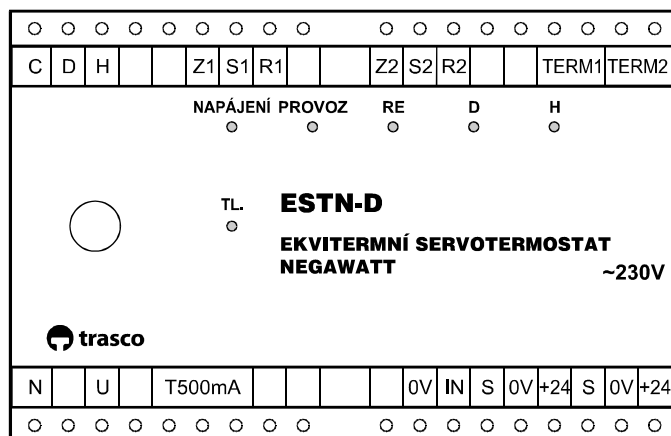 C D H Z1 S1 R1 Z2 S2 R2 TERM1 TERM2
NAPÁJENÍ PROVOZ RE D H
TL.
ESTN-D
EKVITERMNÍ SERVOTERMOSTAT
NEGAWATT
~230V
trasco
N U T500mA 0V IN S 0V +24 S 0V +24